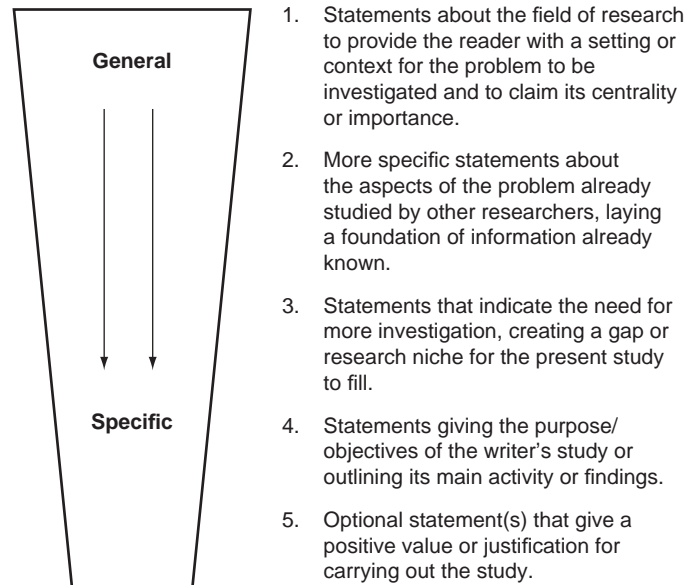 General
Specific
1. Statements about the field of research
to provide the reader with a setting or
context for the problem to be
investigated and to claim its centrality
or importance.
2. More specific statements about
the aspects of the problem already
studied by other researchers, laying
a foundation of information already
known.
3. Statements that indicate the need for
more investigation, creating a gap or
research niche for the present study
to fill.
4. Statements giving the purpose/
objectives of the writer's study or
outlining its main activity or findings.
5. Optional statement(s) that give a
positive value or justification for
carrying out the study.